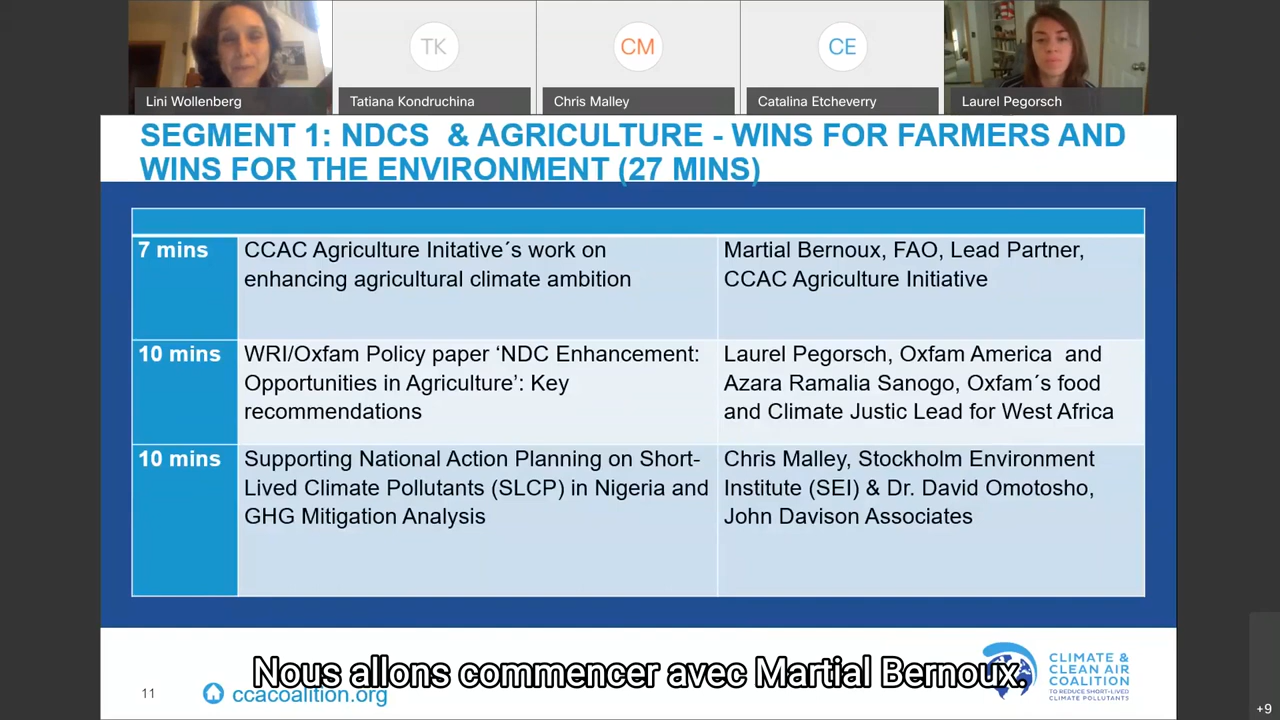 TK
CM
CE
Lini Wollenberg
Tatiana Kondruchina
Chris Malley
Catalina Etcheverry
Laurel Pegorsch
SEGMENT 1: NDCS & AGRICULTURE - WINS FOR FARMERS AND
WINS FOR THE ENVIRONMENT (27 MINS)
7 mins
CCAC Agriculture Initative´s work on
enhancing agricultural climate ambition
Martial Bernoux, FAO, Lead Partner,
CCAC Agriculture Initiative
10 mins
WRI/Oxfam Policy paper ‘NDC Enhancement:
Opportunities in Agriculture’: Key
recommendations
Laurel Pegorsch, Oxfam America and
Azara Ramalia Sanogo, Oxfam´s food
and Climate Justic Lead for West Africa
10 mins
Supporting National Action Planning on Short-
Lived Climate Pollutants (SLCP) in Nigeria and
GHG Mitigation Analysis
Chris Malley, Stockholm Environment
Institute (SEI) & Dr. David Omotosho,
John Davison Associates
Nous allons commencer avec Martial Bernoux.
11
ccacoalition.org
CLIMATE &
CLEAN AIR
COALITION
TO REDUCE SHORT-LIVED
CLIMATE POLLUTANTS
+9